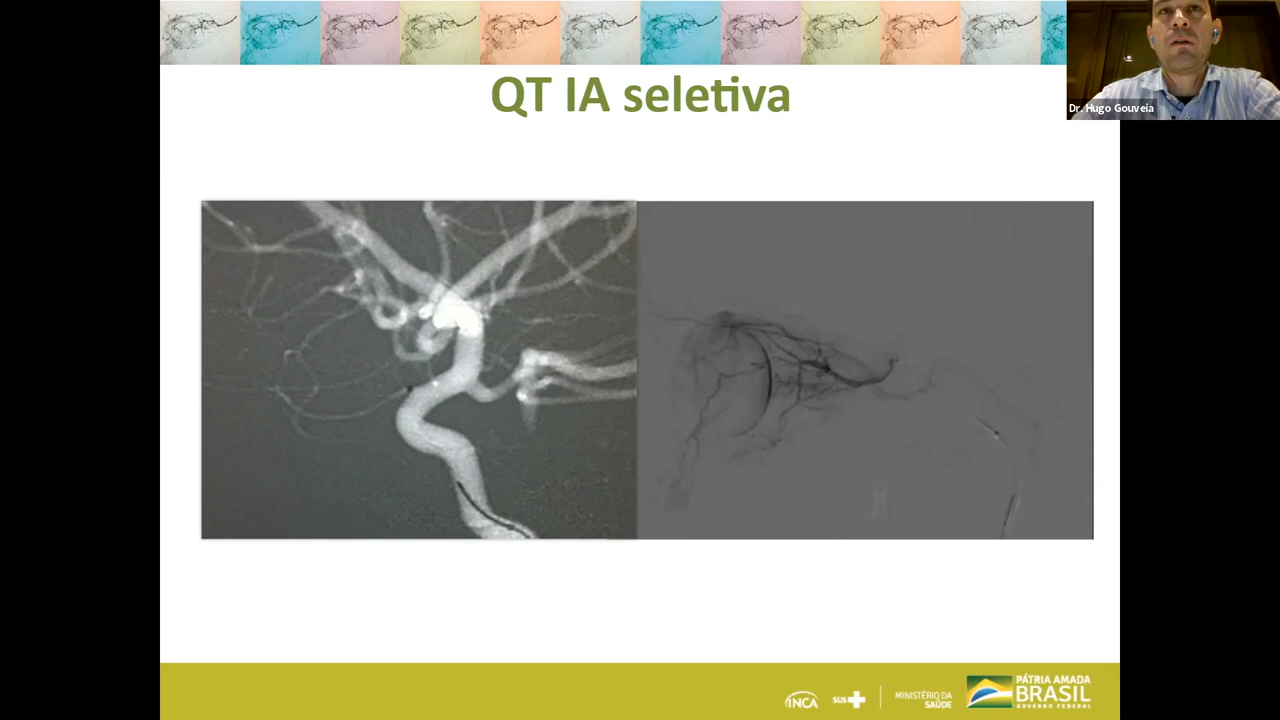 QT IA seletiva
Dr. Hugo Gouveia
INCA
SUS
MINISTÉRIO DA
SAÚDE
PÁTRIA AMADA
BRASIL
GOVERNO FEDERAL